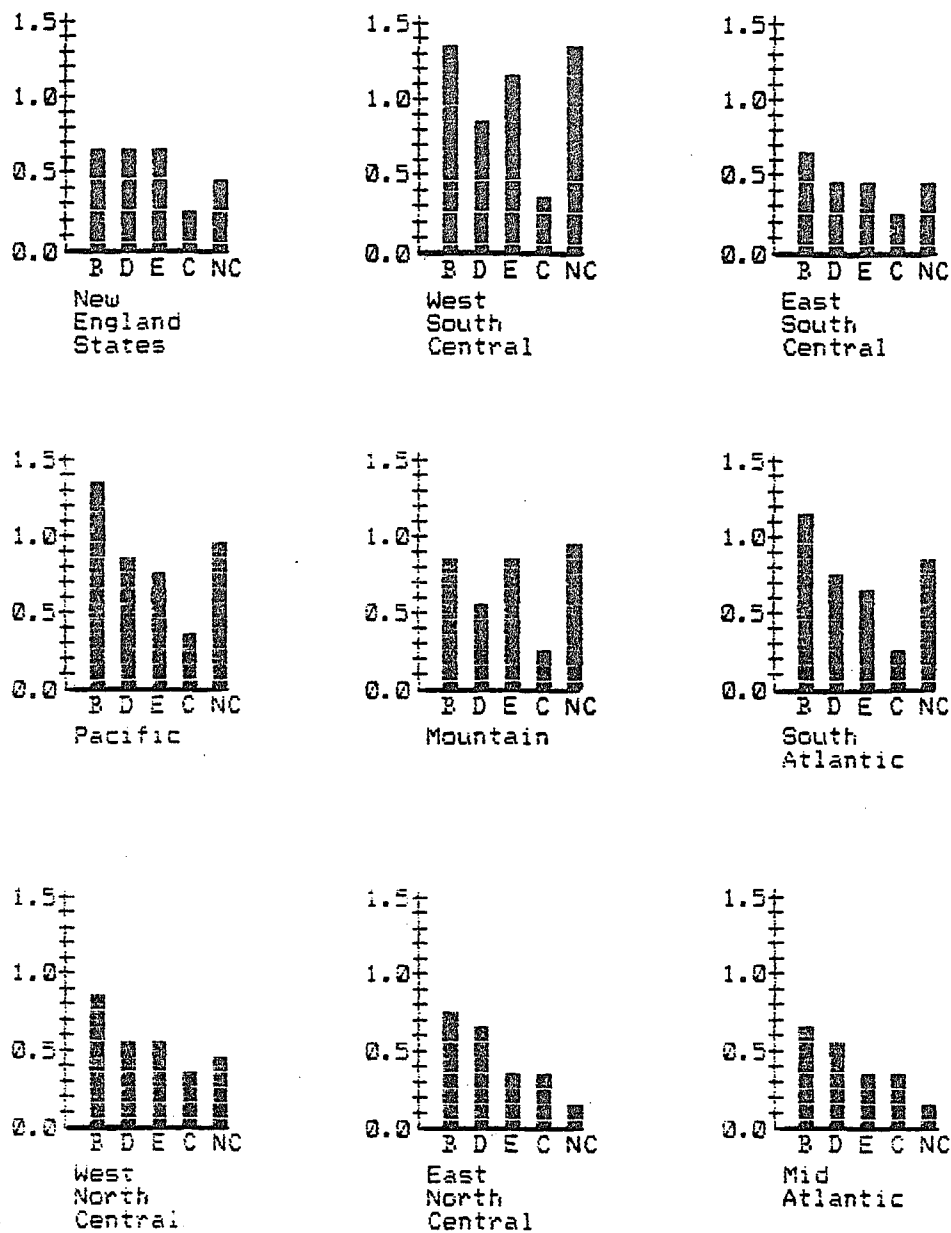 1.5 1.5 1.5
1.0 1.0 1.0
0.5 0.5 0.5
0.0 0.0 0.0
B D E C NC B D E C NC B D E C NC
New West East
England South South
States Central Central
1.5 1.5 1.5
1.0 1.0 1.0
0.5 0.5 0.5
0.0 0.0 0.0
B D E C NC B D E C NC B D E C NC
Pacific Mountain South
Atlantic
1.5 1.5 1.5
1.0 1.0 1.0
0.5 0.5 0.5
0.0 0.0 0.0
B D E C NC B D E C NC B D E C NC
West East Mid
North North Atlantic
Central Central